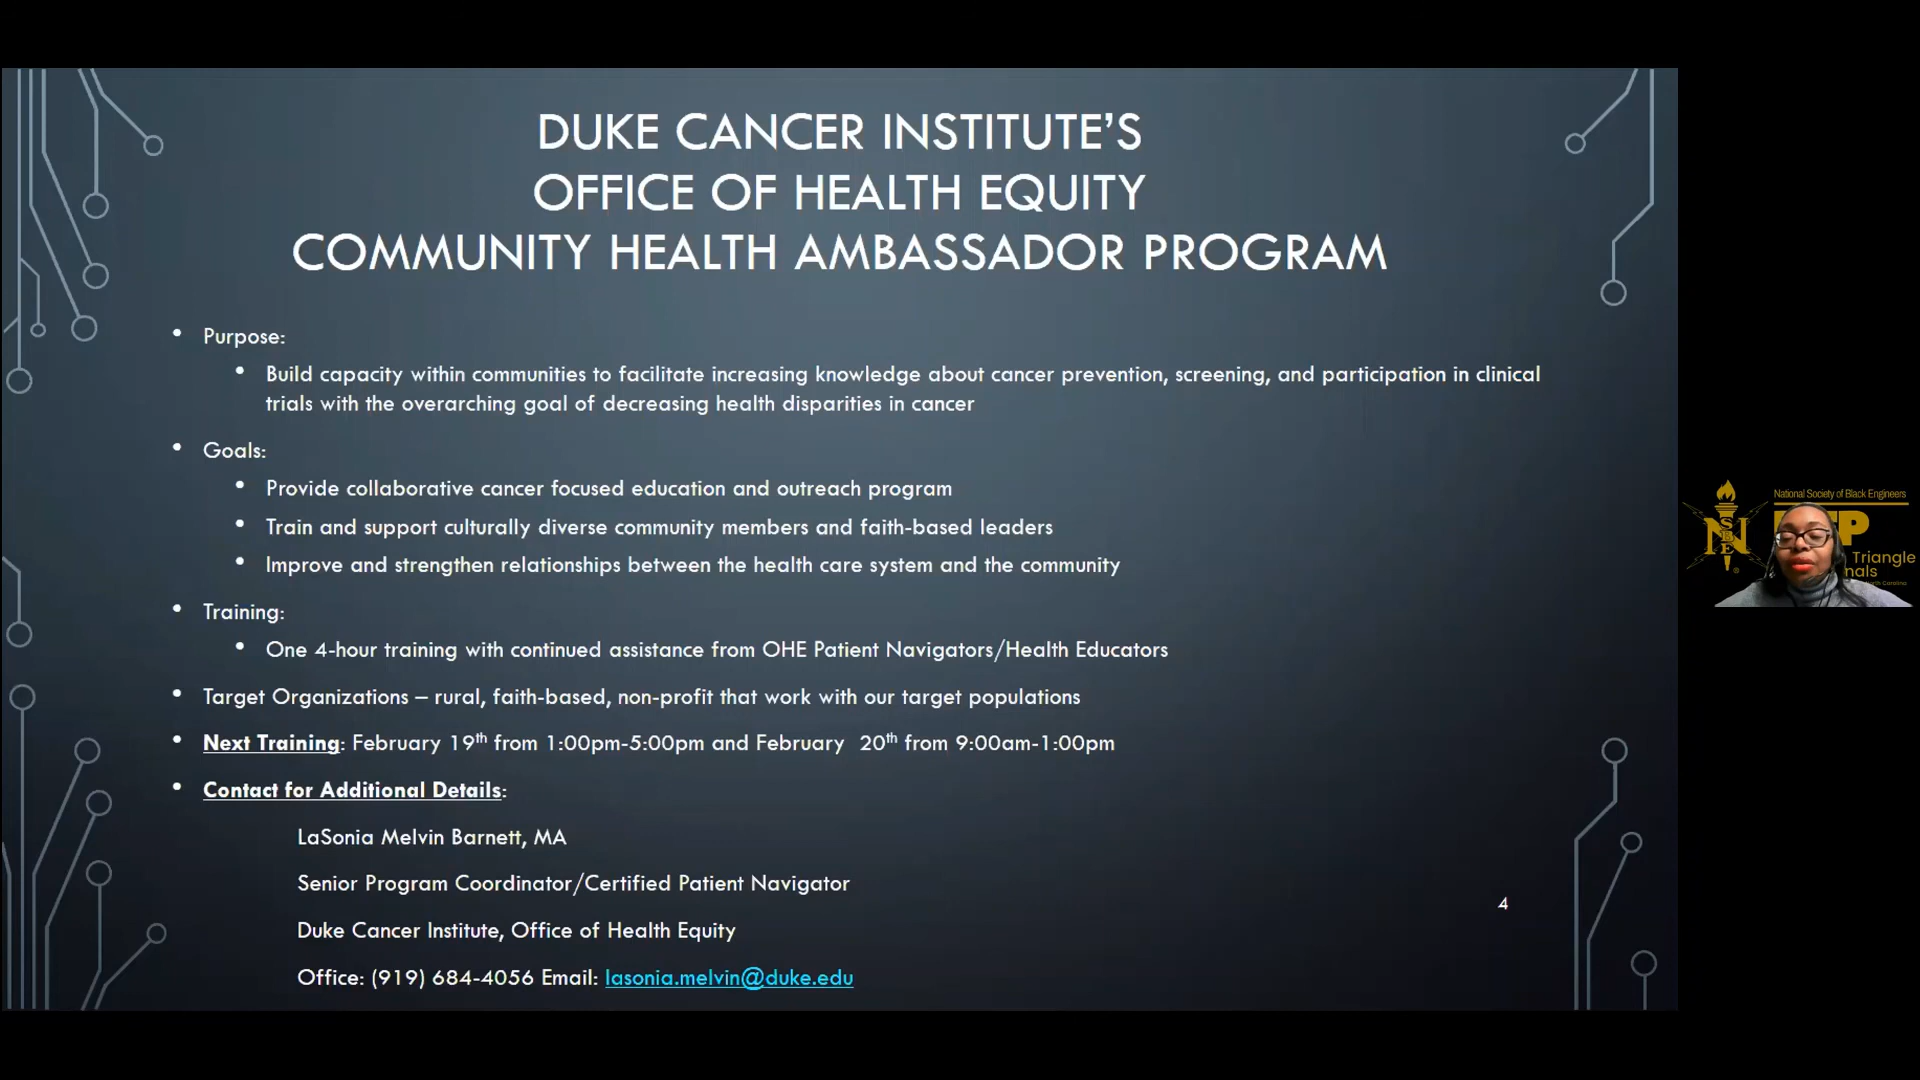 DUKE CANCER INSTITUTE’S
OFFICE OF HEALTH EQUITY
COMMUNITY HEALTH AMBASSADOR PROGRAM
• Purpose:
• Build capacity within communities to facilitate increasing knowledge about cancer prevention, screening, and participation in clinical
trials with the overarching goal of decreasing health disparities in cancer
• Goals:
• Provide collaborative cancer focused education and outreach program
• Train and support culturally diverse community members and faith-based leaders
• Improve and strengthen relationships between the health care system and the community
• Training:
• One 4-hour training with continued assistance from OHE Patient Navigators/Health Educators
• Target Organizations – rural, faith-based, non-profit that work with our target populations
• Next Training: February 19th from 1:00pm-5:00pm and February 20th from 9:00am-1:00pm
• Contact for Additional Details:
LaSonia Melvin Barnett, MA
Senior Program Coordinator/Certified Patient Navigator
Duke Cancer Institute, Office of Health Equity
Office: (919) 684-4056 Email: lasonia.melvin@duke.edu
4
National Society of Black Engineers
NSBE
Triangle